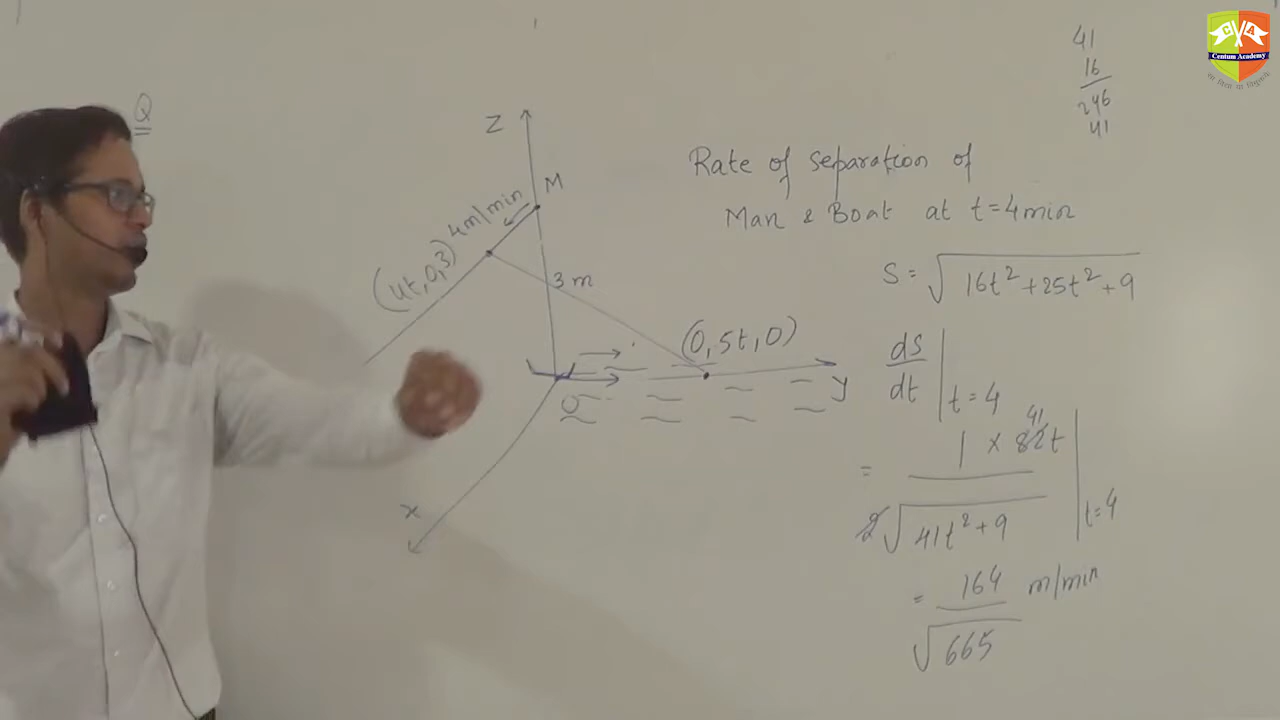 Q
Z
M
4m/min
(4t, 0, 3)
3 m
(0, 5t, 0)
y
O
x
Rate of separation of
Man & Boat at t=4min
S = √16t²+25t²+9
ds
dt
t=4
41
= 1 × 82t
2√41t²+9
t=4
= 164 m/min
√665
41
16
246
41
C A
Centum Academy